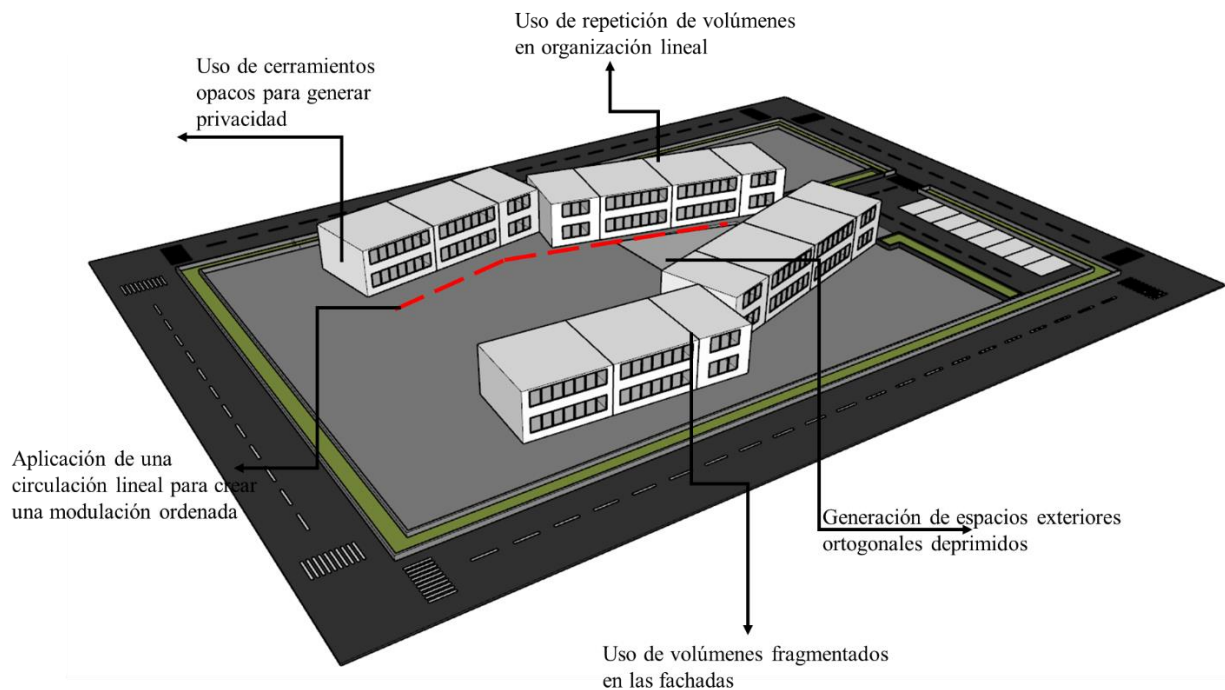 Uso de repetición de volúmenes
en organización lineal
Uso de cerramientos
opacos para generar
privacidad
Aplicación de una
circulación lineal para crear
una modulación ordenada
Generación de espacios exteriores
ortogonales deprimidos
Uso de volúmenes fragmentados
en las fachadas